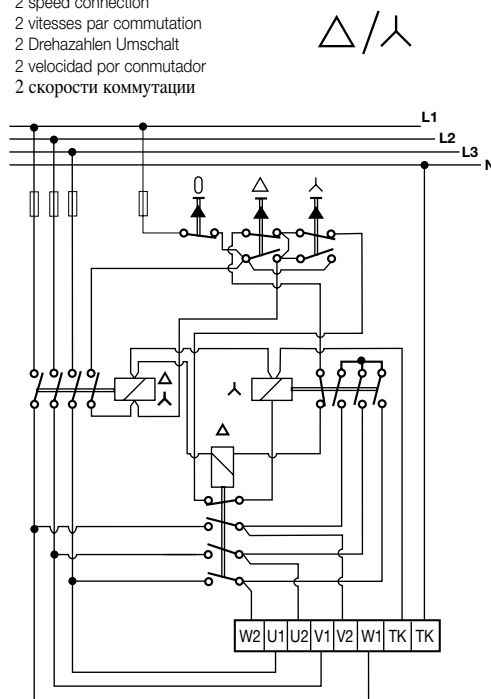 2 speed connection
2 vitesses par commutation
2 Drehazahlen Umschalt
2 velocidad por conmutador
2 скорости коммутации
L1
L2
L3
N
W2 U1 U2 V1 V2 W1 TK TK